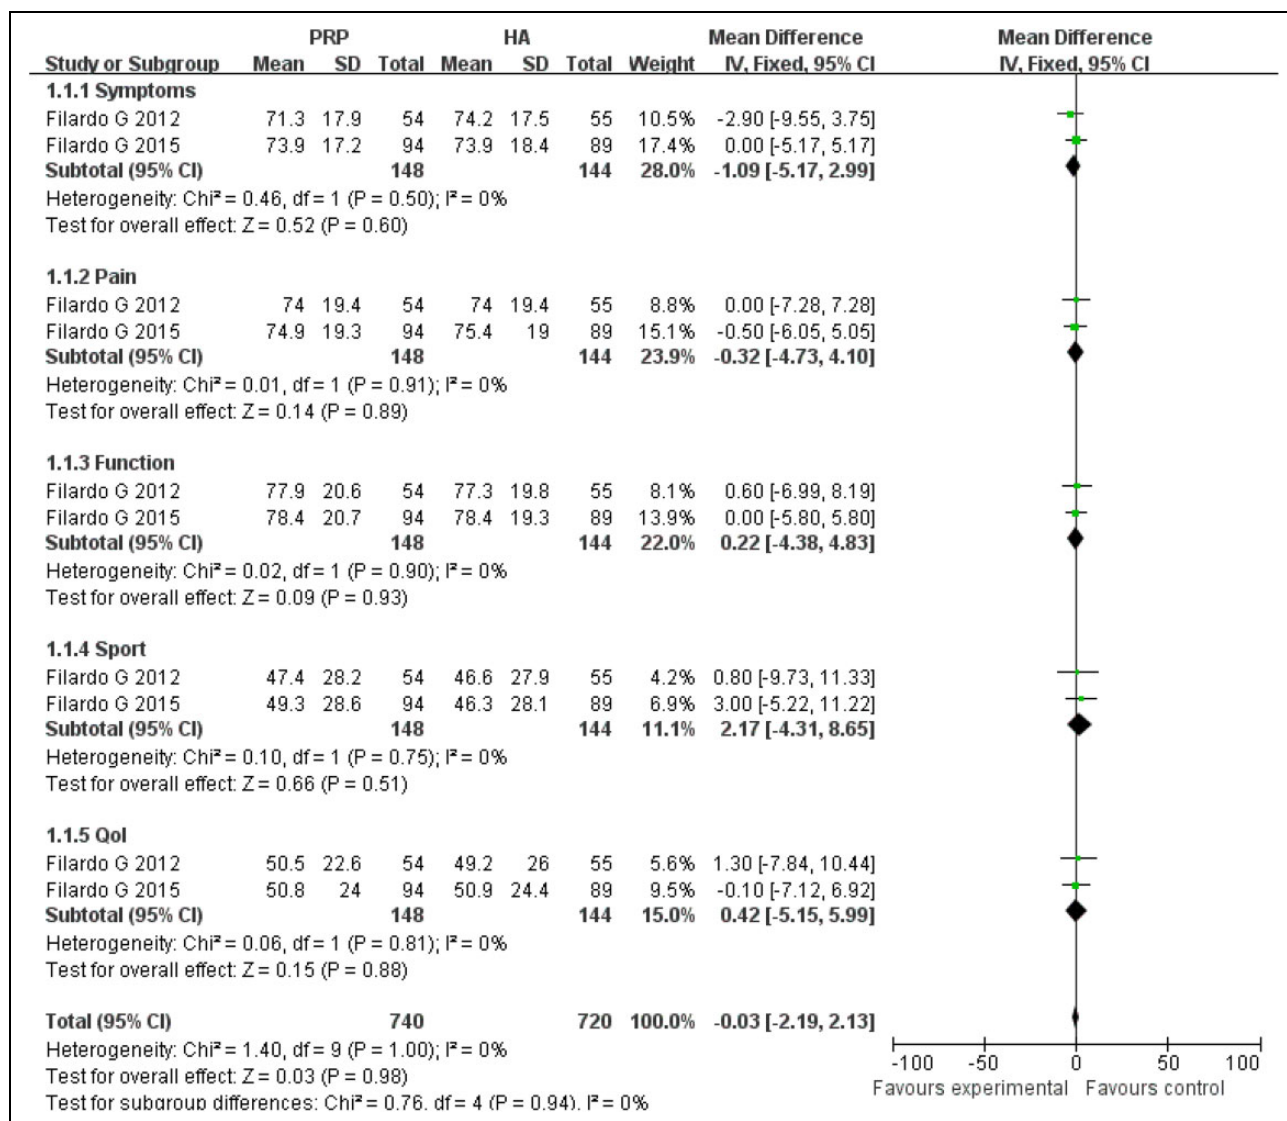 PRP HA Mean Difference Mean Difference
Study or Subgroup Mean SD Total Mean SD Total Weight IV, Fixed, 95% CI IV, Fixed, 95% CI
1.1.1 Symptoms
Filardo G 2012 71.3 17.9 54 74.2 17.5 55 10.5% -2.90 [-9.55, 3.75]
Filardo G 2015 73.9 17.2 94 73.9 18.4 89 17.4% 0.00 [-5.17, 5.17]
Subtotal (95% CI) 148 144 28.0% -1.09 [-5.17, 2.99]
Heterogeneity: Chi² = 0.46, df = 1 (P = 0.50); I² = 0%
Test for overall effect: Z = 0.52 (P = 0.60)
1.1.2 Pain
Filardo G 2012 74 19.4 54 74 19.4 55 8.8% 0.00 [-7.28, 7.28]
Filardo G 2015 74.9 19.3 94 75.4 19 89 15.1% -0.50 [-6.05, 5.05]
Subtotal (95% CI) 148 144 23.9% -0.32 [-4.73, 4.10]
Heterogeneity: Chi² = 0.01, df = 1 (P = 0.91); I² = 0%
Test for overall effect: Z = 0.14 (P = 0.89)
1.1.3 Function
Filardo G 2012 77.9 20.6 54 77.3 19.8 55 8.1% 0.60 [-6.99, 8.19]
Filardo G 2015 78.4 20.7 94 78.4 19.3 89 13.9% 0.00 [-5.80, 5.80]
Subtotal (95% CI) 148 144 22.0% 0.22 [-4.38, 4.83]
Heterogeneity: Chi² = 0.02, df = 1 (P = 0.90); I² = 0%
Test for overall effect: Z = 0.09 (P = 0.93)
1.1.4 Sport
Filardo G 2012 47.4 28.2 54 46.6 27.9 55 4.2% 0.80 [-9.73, 11.33]
Filardo G 2015 49.3 28.6 94 46.3 28.1 89 6.9% 3.00 [-5.22, 11.22]
Subtotal (95% CI) 148 144 11.1% 2.17 [-4.31, 8.65]
Heterogeneity: Chi² = 0.10, df = 1 (P = 0.75); I² = 0%
Test for overall effect: Z = 0.66 (P = 0.51)
1.1.5 Qol
Filardo G 2012 50.5 22.6 54 49.2 26 55 5.6% 1.30 [-7.84, 10.44]
Filardo G 2015 50.8 24 94 50.9 24.4 89 9.5% -0.10 [-7.12, 6.92]
Subtotal (95% CI) 148 144 15.0% 0.42 [-5.15, 5.99]
Heterogeneity: Chi² = 0.06, df = 1 (P = 0.81); I² = 0%
Test for overall effect: Z = 0.15 (P = 0.88)
Total (95% CI) 740 720 100.0% -0.03 [-2.19, 2.13]
Heterogeneity: Chi² = 1.40, df = 9 (P = 1.00); I² = 0%
Test for overall effect: Z = 0.03 (P = 0.98)
Test for subgroup differences: Chi² = 0.76. df = 4 (P = 0.94). I² = 0%
-100 -50 0 50 100
Favours experimental Favours control